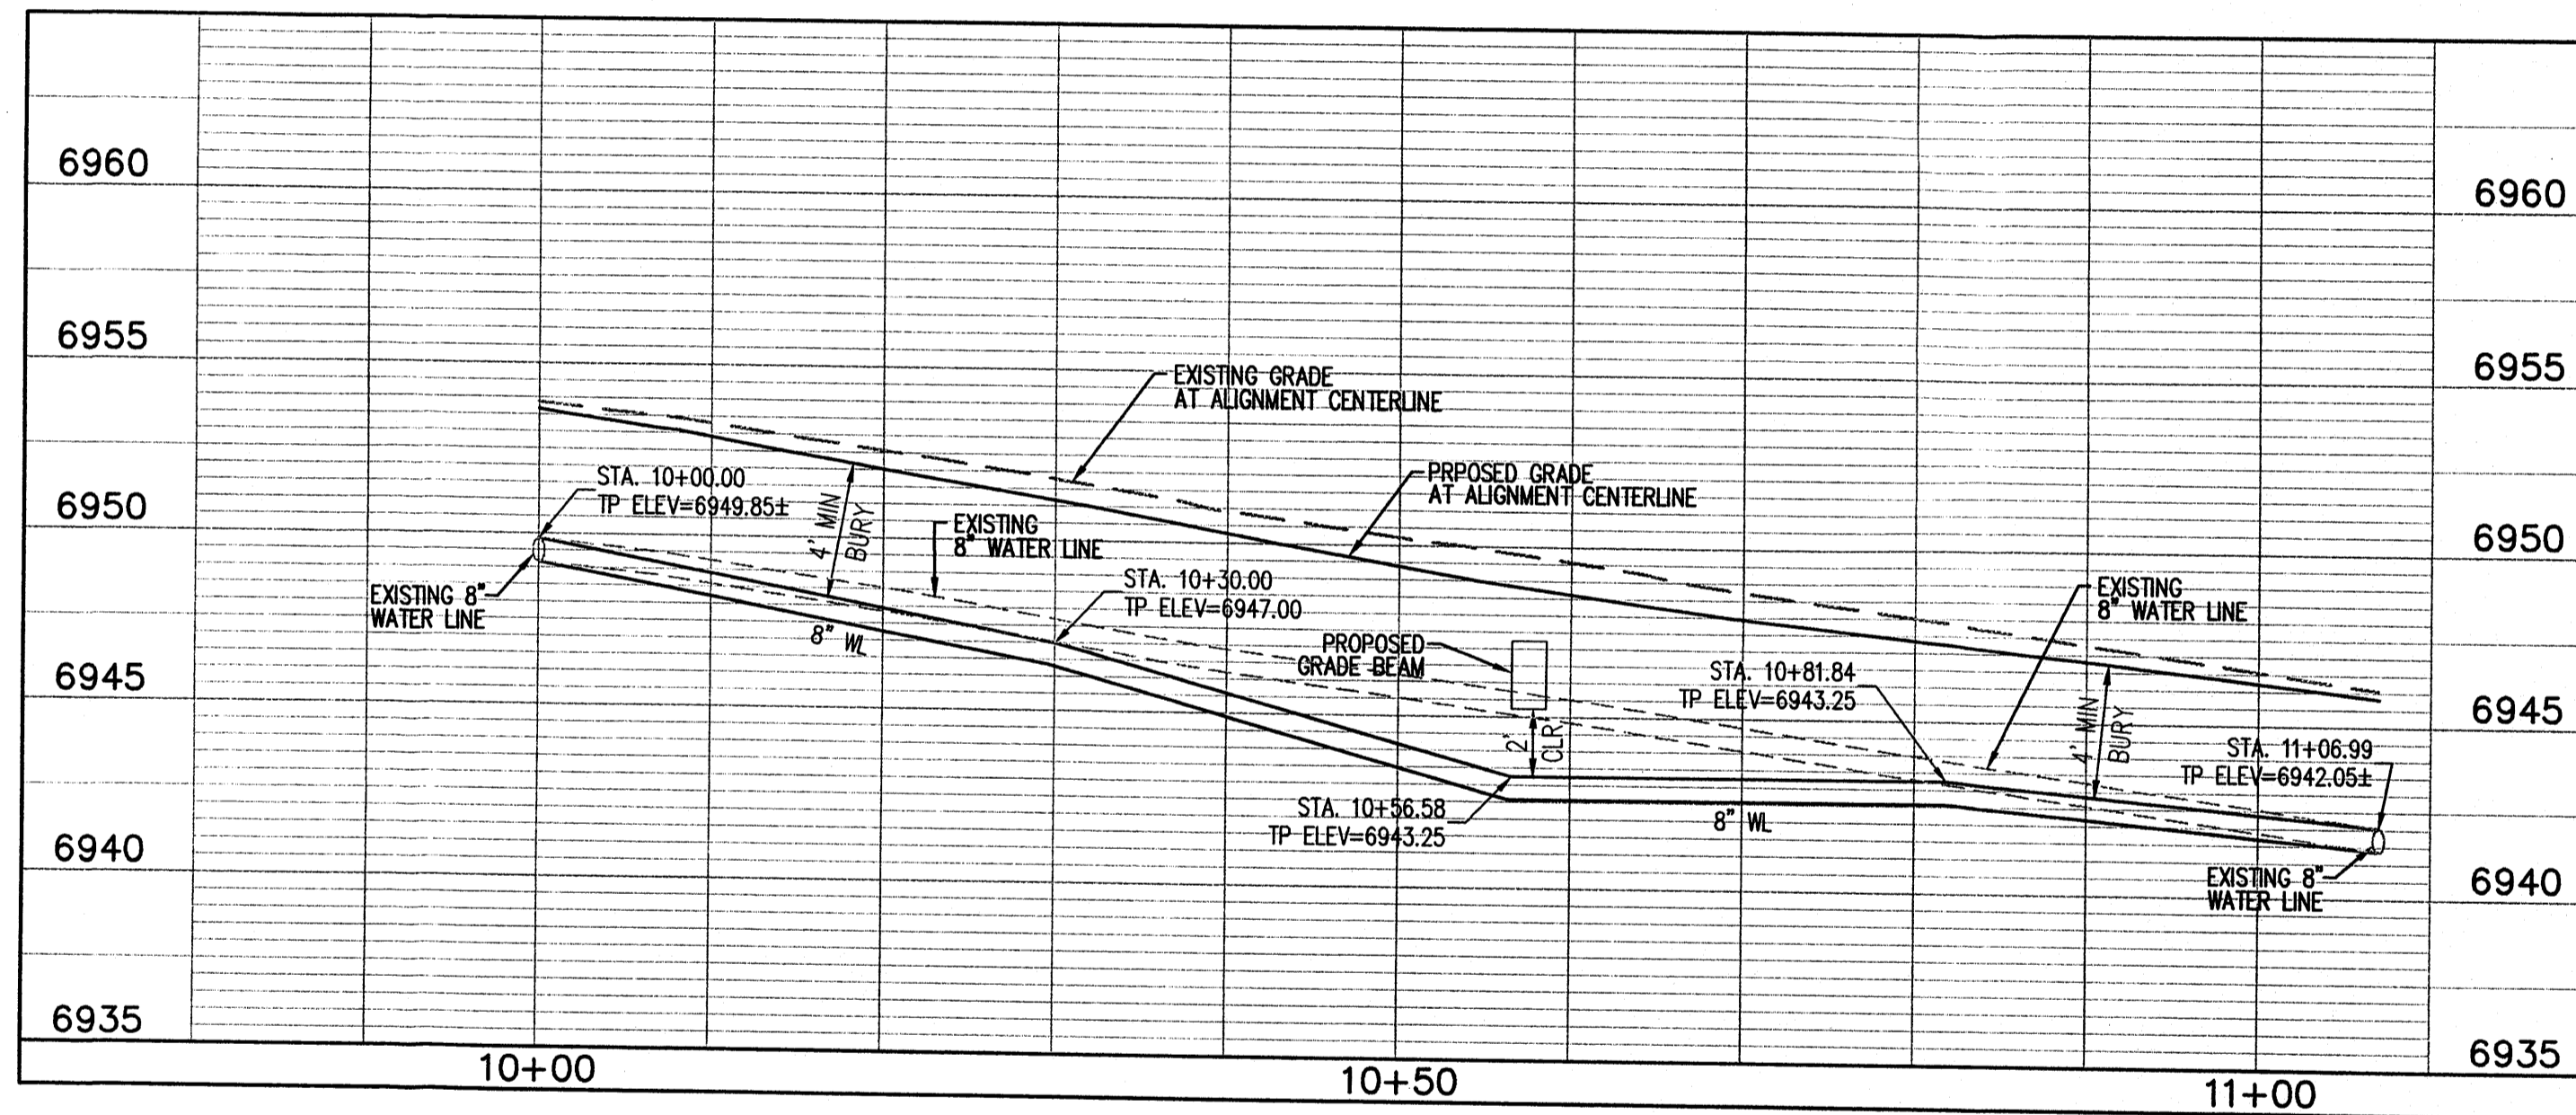 6960
6960
6955
6955
EXISTING GRADE
AT ALIGNMENT CENTERLINE
PRPOSED GRADE
AT ALIGNMENT CENTERLINE
STA. 10+00.00
TP ELEV=6949.85±
6950
6950
4' MIN
BURY
EXISTING
8" WATER LINE
EXISTING 8"
WATER LINE
STA. 10+30.00
TP ELEV=6947.00
EXISTING
8" WATER LINE
8" WL
PROPOSED
GRADE BEAM
STA. 10+81.84
TP ELEV=6943.25
6945
6945
2'
CLR
4' MIN
BURY
STA. 11+06.99
TP ELEV=6942.05±
STA. 10+56.58
TP ELEV=6943.25
8" WL
6940
6940
EXISTING 8"
WATER LINE
6935
6935
10+00
10+50
11+00